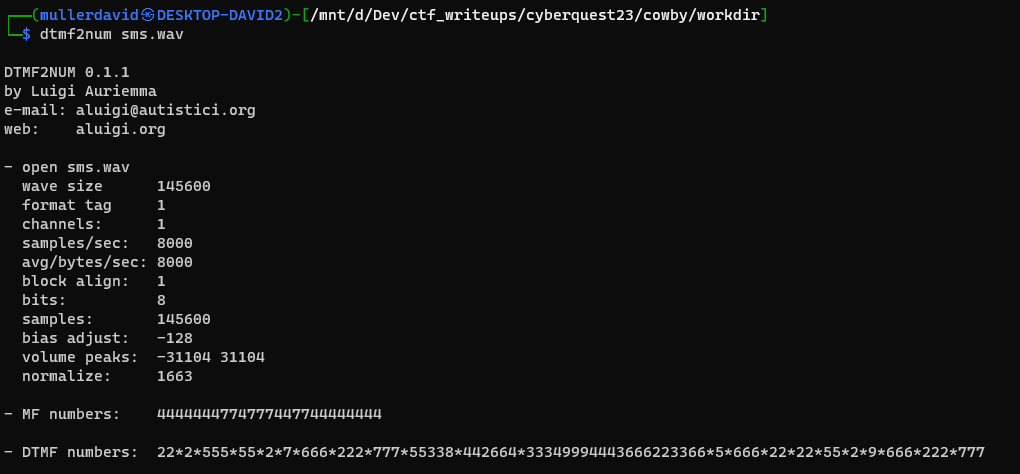 ┌──(mullerdavid㉿DESKTOP-DAVID2)-[/mnt/d/Dev/ctf_writeups/cyberquest23/cowby/workdir]
└─$ dtmf2num sms.wav
DTMF2NUM 0.1.1
by Luigi Auriemma
e-mail: aluigi@autistici.org
web:    aluigi.org
- open sms.wav
  wave size      145600
  format tag     1
  channels:      1
  samples/sec:   8000
  avg/bytes/sec: 8000
  block align:   1
  bits:          8
  samples:       145600
  bias adjust:   -128
  volume peaks:  -31104 31104
  normalize:     1663
- MF numbers:    4444444774777447744444444
- DTMF numbers:  22*2*555*55*2*7*666*222*777*55338*442664*33349994443666223366*5*666*22*22*55*2*9*666*222*777